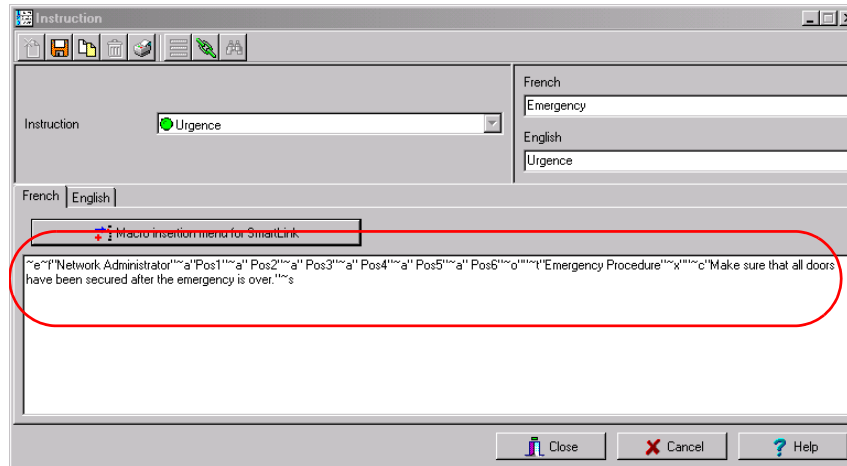 Instruction
French
Emergency
Instruction
Urgence
English
Urgence
French English
Macro insertion menu for SmartLink
~e~f"Network Administrator"~a"Pos1"~a" Pos2"~a" Pos3"~a" Pos4"~a" Pos5"~a" Pos6"~o""~t"Emergency Procedure"~x""~c"Make sure that all doors
have been secured after the emergency is over."~s
Close Cancel Help